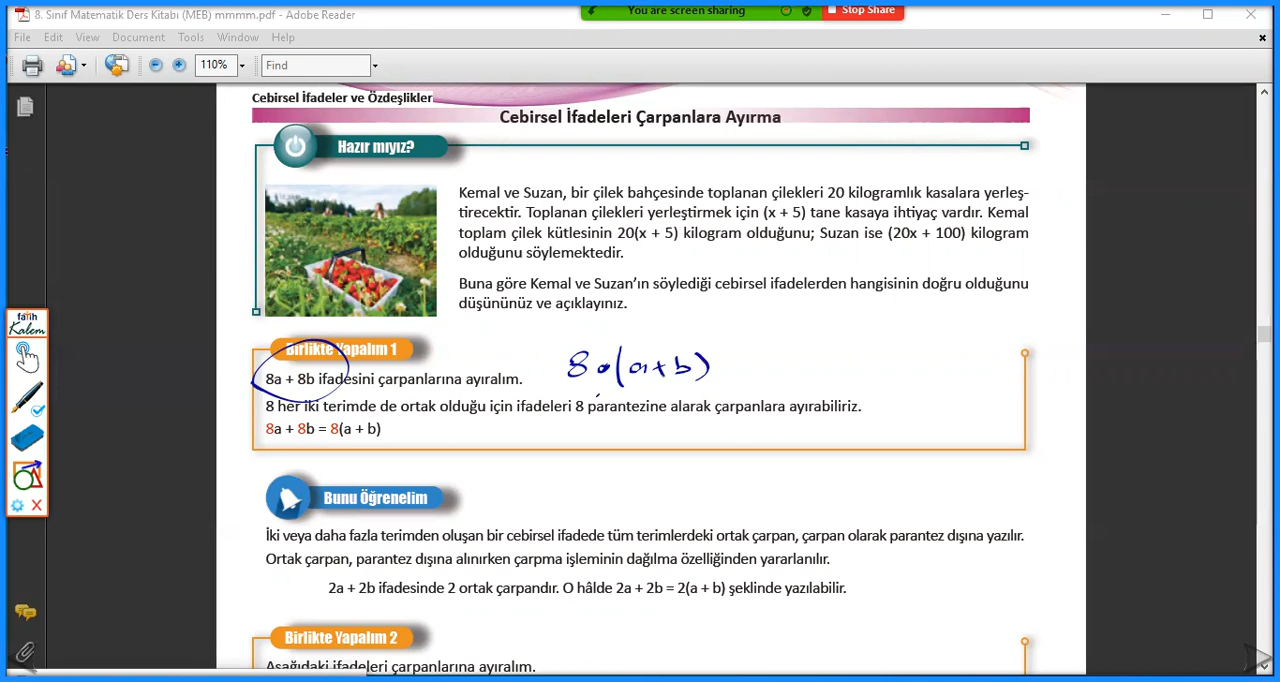 8. Sınıf Matematik Ders Kitabı (MEB) mmmm.pdf - Adobe Reader
You are screen sharing
Stop Share
File Edit View Document Tools Window Help
110%
Find
Cebirsel İfadeler ve Özdeşlikler
Cebirsel İfadeleri Çarpanlara Ayırma
Hazır mıyız?
Kemal ve Suzan, bir çilek bahçesinde toplanan çilekleri 20 kilogramlık kasalara yerleş-
tirecektir. Toplanan çilekleri yerleştirmek için (x + 5) tane kasaya ihtiyaç vardır. Kemal
toplam çilek kütlesinin 20(x + 5) kilogram olduğunu; Suzan ise (20x + 100) kilogram
olduğunu söylemektedir.
Buna göre Kemal ve Suzan'ın söylediği cebirsel ifadelerden hangisinin doğru olduğunu
düşününüz ve açıklayınız.
fatih
Kalem
Birlikte Yapalım 1
8a + 8b ifadesini çarpanlarına ayıralım.
8 (a+b)
8 her iki terimde de ortak olduğu için ifadeleri 8 parantezine alarak çarpanlara ayırabiliriz.
8a + 8b = 8(a + b)
Bunu Öğrenelim
İki veya daha fazla terimden oluşan bir cebirsel ifadede tüm terimlerdeki ortak çarpan, çarpan olarak parantez dışına yazılır.
Ortak çarpan, parantez dışına alınırken çarpma işleminin dağılma özelliğinden yararlanılır.
2a + 2b ifadesinde 2 ortak çarpandır. O hâlde 2a + 2b = 2(a + b) şeklinde yazılabilir.
Birlikte Yapalım 2
Aşağıdaki ifadeleri çarpanlarına ayıralım.